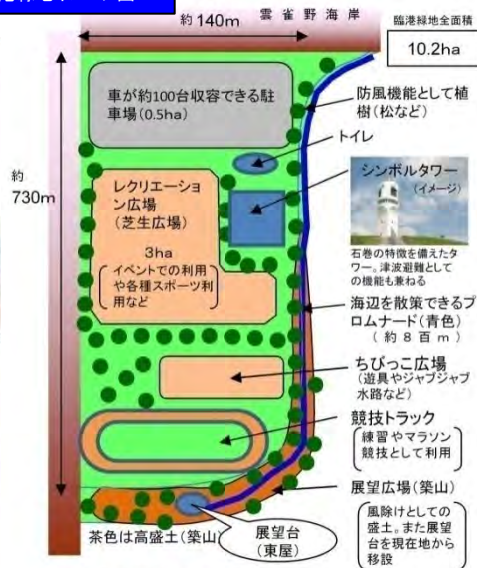 約140m
雲雀野海岸
臨港緑地全面積
10.2ha
車が約100台収容できる駐
車場(0.5ha)
防風機能として植
樹(松など)
トイレ
約
730m
レクリエーショ
ン広場
(芝生広場)
3ha
イベントでの利用
や各種スポーツ利
用など
シンボルタワー
(イメージ)
石巻の特徴を備えたタ
ワー。津波避難として
の機能も兼ねる
海辺を散策できるプ
ロムナード(青色)
(約8百m)
ちびっこ広場
(遊具やジャブジャブ
水路など)
競技トラック
練習やマラソン
競技として利用
展望広場(築山)
風除けとしての
盛土。また展望
台を現在地から
移設
展望台
(東屋)
茶色は高盛土(築山)